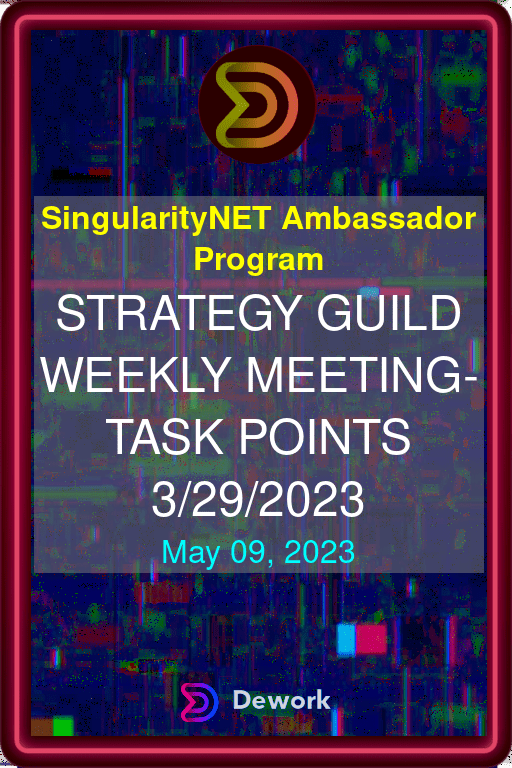 SingularityNET Ambassador
Program
STRATEGY GUILD
WEEKLY MEETING-
TASK POINTS
3/29/2023
May 09, 2023
Dework